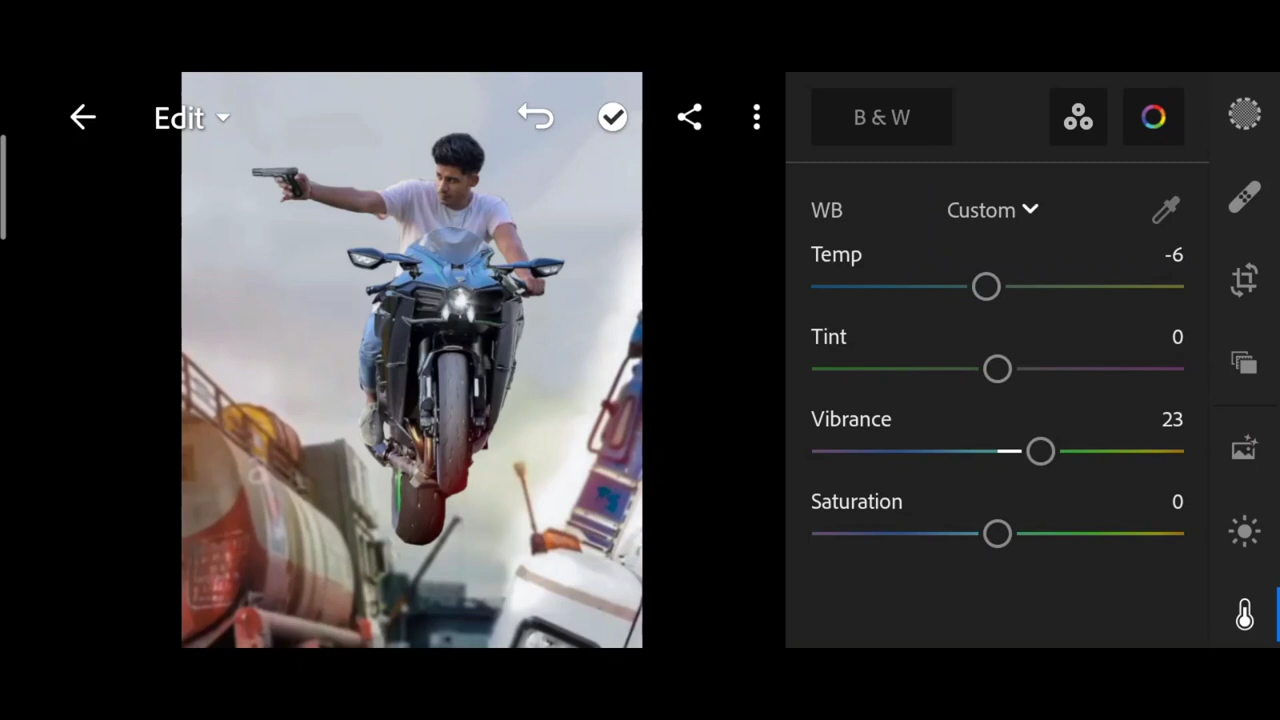 Edit
B & W
WB Custom
Temp -6
Tint 0
Vibrance 23
Saturation 0